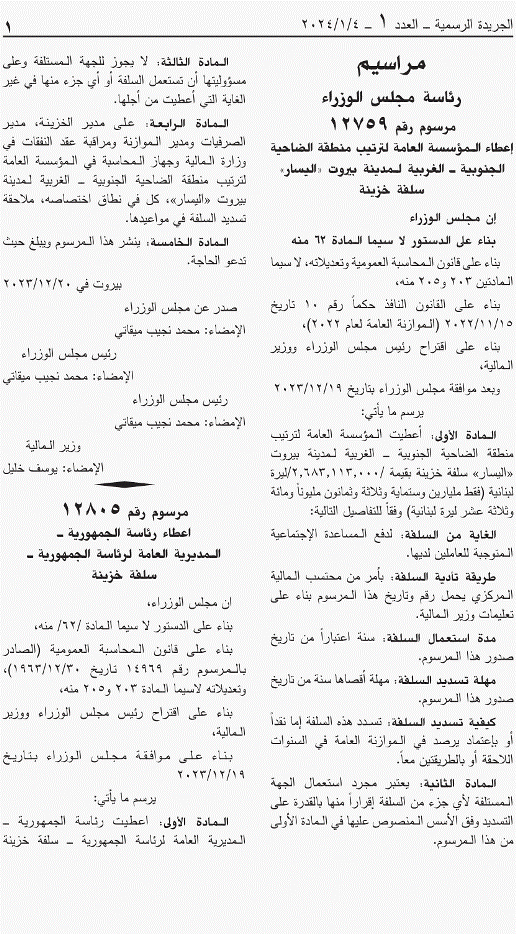 الجريدة الرسمية ــ العدد ١ ــ ٢٠٢٤/١/٤
١
مراسيم
رئاسة مجلس الوزراء
مرسوم رقم ١٢٧٥٩
إعطاء المؤسسة العامة لترتيب منطقة الضاحية
الجنوبية ــ الغربية لمدينة بيروت «اليسار»
سلفة خزينة
إن مجلس الوزراء
بناء على الدستور لا سيما المادة ٦٢ منه
بناء على قانون المحاسبة العمومية وتعديلاته، لا سيما
المادتين ٢٠٣ و٢٠٥ منه،
بناء على القانون النافذ حكماً رقم ١٠ تاريخ
٢٠٢٢/١١/١٥ (الموازنة العامة لعام ٢٠٢٢)،
بناء على اقتراح رئيس مجلس الوزراء ووزير
المالية،
وبعد موافقة مجلس الوزراء بتاريخ ٢٠٢٣/١٢/١٩
يرسم ما يأتي:
المادة الأولى: أعطيت المؤسسة العامة لترتيب
منطقة الضاحية الجنوبية ــ الغربية لمدينة بيروت
«اليسار» سلفة خزينة بقيمة /٢,٦٨٣,١١٣,٠٠٠/ليرة
لبنانية (فقط مليارين وستماية وثلاثة وثمانون مليوناً ومائة
وثلاثة عشر ليرة لبنانية) وفقاً للتفاصيل التالية:
الغاية من السلفة: لدفع المساعدة الإجتماعية
المتوجبة للعاملين لديها.
طريقة تأدية السلفة: بأمر من محتسب المالية
المركزي يحمل رقم وتاريخ هذا المرسوم بناء على
تعليمات وزير المالية.
مدة استعمال السلفة: سنة اعتباراً من تاريخ
صدور هذا المرسوم.
مهلة تسديد السلفة: مهلة أقصاها سنة من تاريخ
صدور هذا المرسوم.
كيفية تسديد السلفة: تسدد هذه السلفة إما نقداً
أو بإعتماد يرصد في الموازنة العامة في السنوات
اللاحقة أو بالطريقتين معاً.
المادة الثانية: يعتبر مجرد استعمال الجهة
المستلفة لأي جزء من السلفة إقراراً منها بالقدرة على
التسديد وفق الأسس المنصوص عليها في المادة الأولى
من هذا المرسوم.
المادة الثالثة: لا يجوز للجهة المستلفة وعلى
مسؤوليتها أن تستعمل السلفة أو أي جزء منها في غير
الغاية التي أعطيت من أجلها.
المادة الرابعة: على مدير الخزينة، مدير
الصرفيات ومدير الموازنة ومراقبة عقد النفقات في
وزارة المالية وجهاز المحاسبة في المؤسسة العامة
لترتيب منطقة الضاحية الجنوبية ــ الغربية لمدينة
بيروت «اليسار»، كل في نطاق اختصاصه، ملاحقة
تسديد السلفة في مواعيدها.
المادة الخامسة: ينشر هذا المرسوم ويبلغ حيث
تدعو الحاجة.
بيروت في ٢٠٢٣/١٢/٢٠
صدر عن مجلس الوزراء
الإمضاء: محمد نجيب ميقاتي
رئيس مجلس الوزراء
الإمضاء: محمد نجيب ميقاتي
رئيس مجلس الوزراء
الإمضاء: محمد نجيب ميقاتي
وزير المالية
الإمضاء: يوسف خليل
مرسوم رقم ١٢٨٠٥
اعطاء رئاسة الجمهورية ــ
المديرية العامة لرئاسة الجمهورية ــ
سلفة خزينة
ان مجلس الوزراء،
بناء على الدستور لا سيما المادة /٦٢/ منه،
بناء على قانون المحاسبة العمومية (الصادر
بالمرسوم رقم ١٤٩٦٩ تاريخ ١٩٦٣/١٢/٣٠)،
وتعديلاته لاسيما المادة ٢٠٣ و٢٠٥ منه،
بناء على اقتراح رئيس مجلس الوزراء ووزير
المالية،
بناء على موافقة مجلس الوزراء بتاريخ
٢٠٢٣/١٢/١٩
يرسم ما يأتي:
المادة الأولى: اعطيت رئاسة الجمهورية ــ
المديرية العامة لرئاسة الجمهورية ــ سلفة خزينة